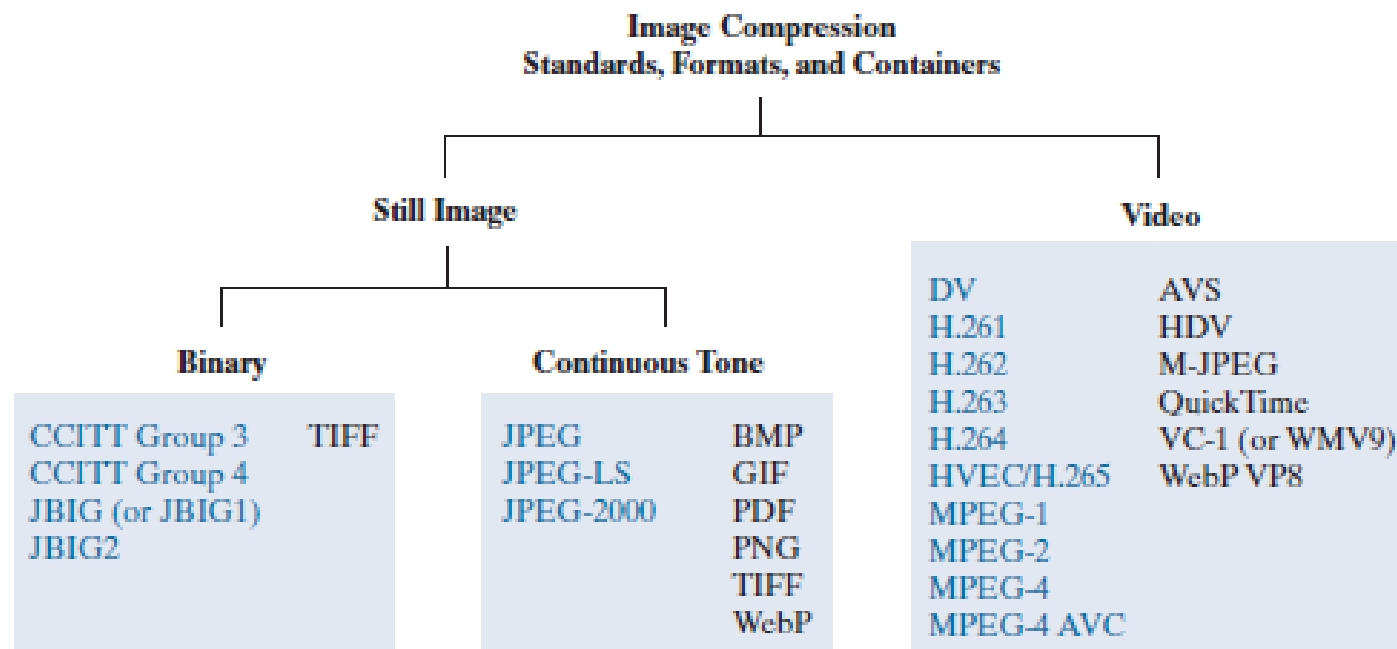 Image Compression
Standards, Formats, and Containers
Still Image
Video
Binary
Continuous Tone
CCITT Group 3 TIFF
CCITT Group 4
JBIG (or JBIG1)
JBIG2
JPEG BMP
JPEG-LS GIF
JPEG-2000 PDF
PNG
TIFF
WebP
DV AVS
H.261 HDV
H.262 M-JPEG
H.263 QuickTime
H.264 VC-1 (or WMV9)
HVEC/H.265 WebP VP8
MPEG-1
MPEG-2
MPEG-4
MPEG-4 AVC